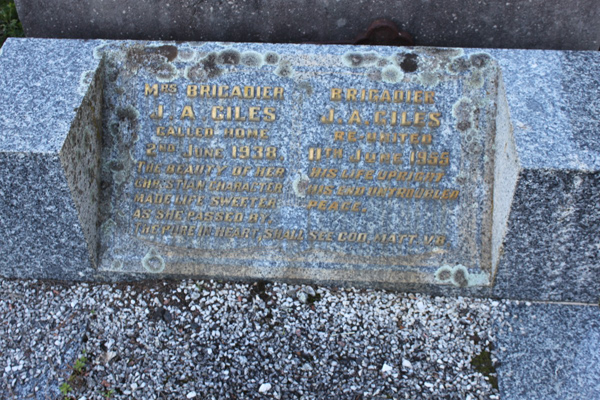 MRS BRIGADIER
J. A. GILES
CALLED HOME
2ND JUNE 1938.
THE BEAUTY OF HER
CHRISTIAN CHARACTER
MADE LIFE SWEETER
AS SHE PASSED BY.
BRIGADIER
J. A. GILES
RE-UNITED
11TH JUNE 1955
HIS LIFE UPRIGHT
HIS END UNTROUBLED
PEACE.
THE PURE IN HEART, SHALL SEE GOD. MATT. V.8.